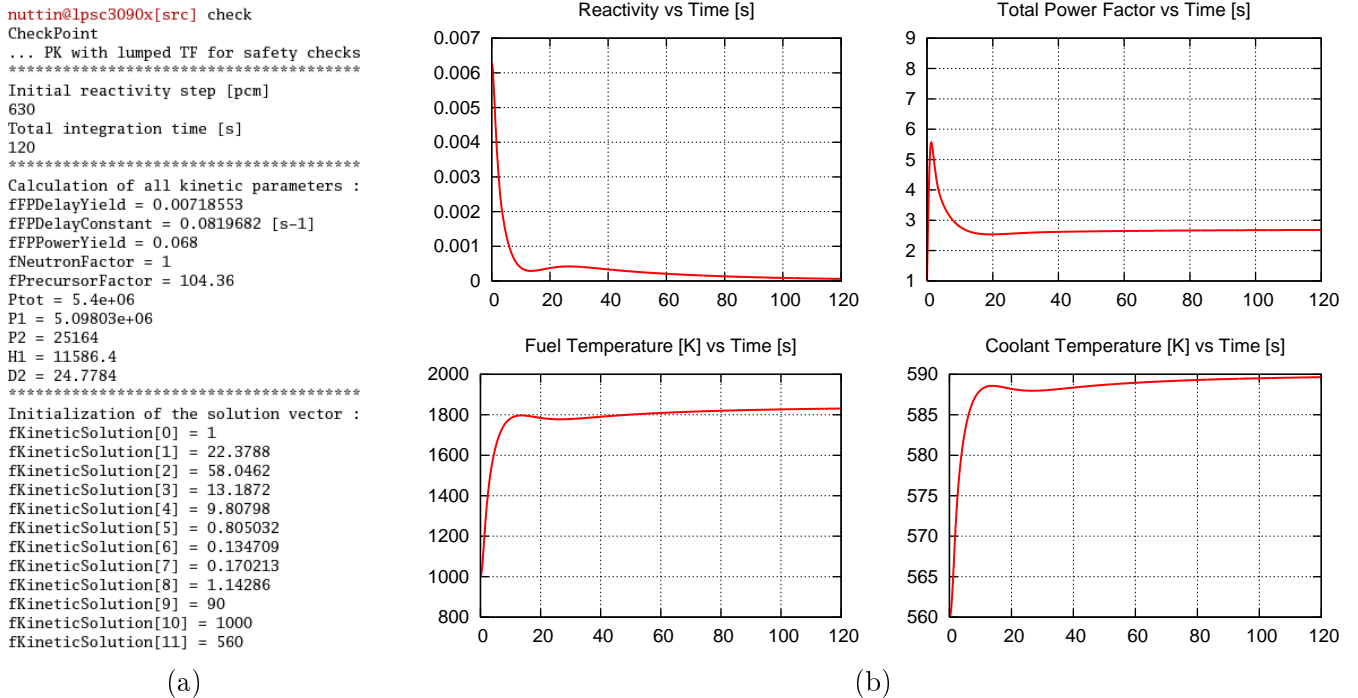 nuttin@lpsc3090x[src] check
CheckPoint
... PK with lumped TF for safety checks
****************************************
Initial reactivity step [pcm]
630
Total integration time [s]
120
****************************************
Calculation of all kinetic parameters :
fFPDelayYield = 0.00718553
fFPDelayConstant = 0.0819682 [s-1]
fFPPowerYield = 0.068
fNeutronFactor = 1
fPrecursorFactor = 104.36
Ptot = 5.4e+06
P1 = 5.09803e+06
P2 = 25164
H1 = 11586.4
D2 = 24.7784
****************************************
Initialization of the solution vector :
fKineticSolution[0] = 1
fKineticSolution[1] = 22.3788
fKineticSolution[2] = 58.0462
fKineticSolution[3] = 13.1872
fKineticSolution[4] = 9.80798
fKineticSolution[5] = 0.805032
fKineticSolution[6] = 0.134709
fKineticSolution[7] = 0.170213
fKineticSolution[8] = 1.14286
fKineticSolution[9] = 90
fKineticSolution[10] = 1000
fKineticSolution[11] = 560
(a)
Reactivity vs Time [s]
0.007
0.006
0.005
0.004
0.003
0.002
0.001
0
0 20 40 60 80 100 120
Total Power Factor vs Time [s]
9
8
7
6
5
4
3
2
1
0 20 40 60 80 100 120
Fuel Temperature [K] vs Time [s]
2000
1800
1600
1400
1200
1000
800
0 20 40 60 80 100 120
Coolant Temperature [K] vs Time [s]
590
585
580
575
570
565
560
0 20 40 60 80 100 120
(b)